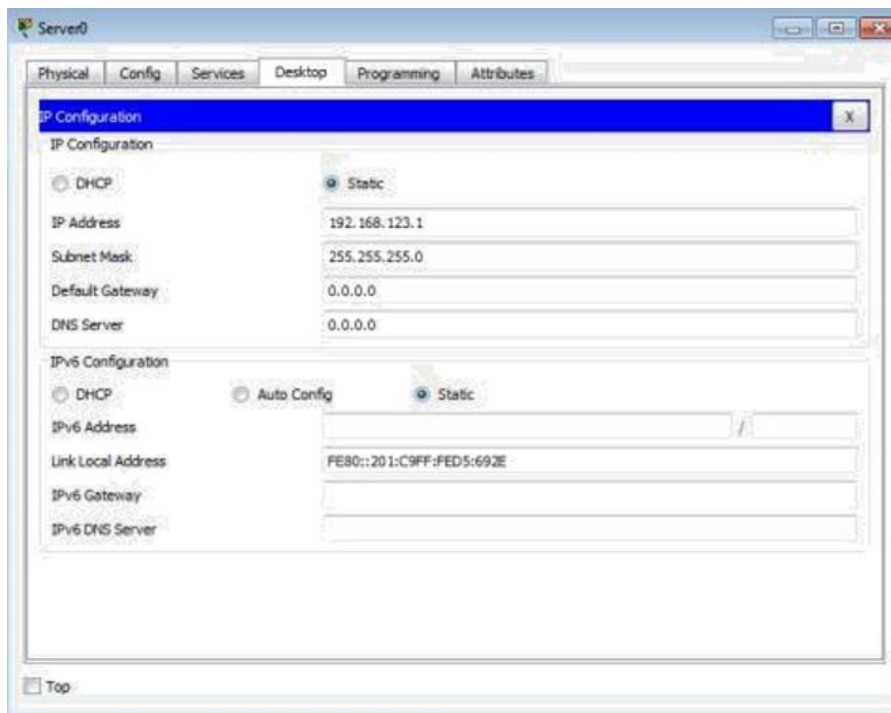 Server0
Physical Config Services Desktop Programming Attributes
IP Configuration X
IP Configuration
DHCP Static
IP Address 192.168.123.1
Subnet Mask 255.255.255.0
Default Gateway 0.0.0.0
DNS Server 0.0.0.0
IPv6 Configuration
DHCP Auto Config Static
IPv6 Address /
Link Local Address FE80::201:C9FF:FED5:692E
IPv6 Gateway
IPv6 DNS Server
Top